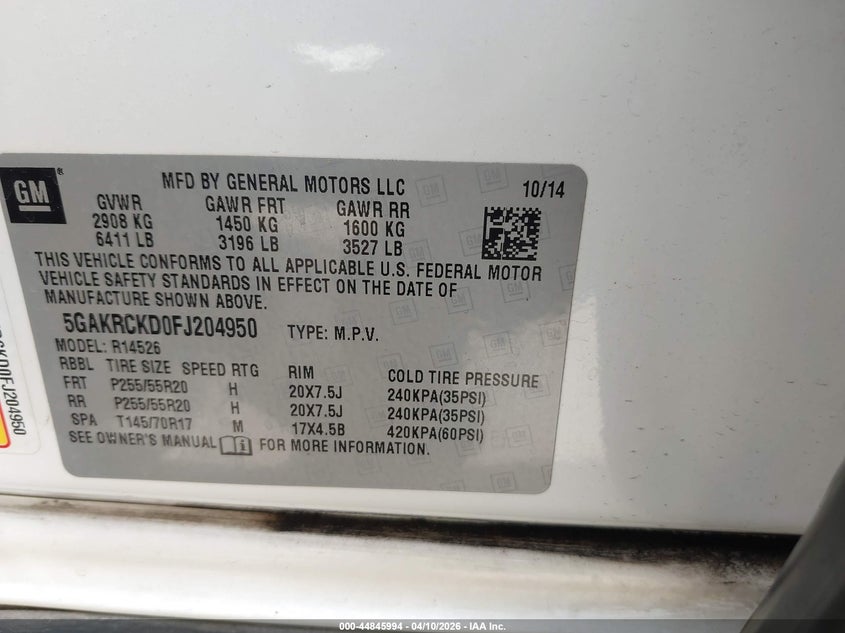 GM
®
MFD BY GENERAL MOTORS LLC 10/14
GVWR GAWR FRT GAWR RR
2908 KG 1450 KG 1600 KG
6411 LB 3196 LB 3527 LB
THIS VEHICLE CONFORMS TO ALL APPLICABLE U.S. FEDERAL MOTOR
VEHICLE SAFETY STANDARDS IN EFFECT ON THE DATE OF
MANUFACTURE SHOWN ABOVE.
5GAKRCKD0FJ204950 TYPE: M.P.V.
MODEL: R14526
RBBL TIRE SIZE SPEED RTG RIM COLD TIRE PRESSURE
FRT P255/55R20 H 20X7.5J 240KPA(35PSI)
RR P255/55R20 H 20X7.5J 240KPA(35PSI)
SPA T145/70R17 M 17X4.5B 420KPA(60PSI)
SEE OWNER'S MANUAL i FOR MORE INFORMATION.
CKD0FJ204950
000-44845994 | 04/10/2026 | IAA Inc.